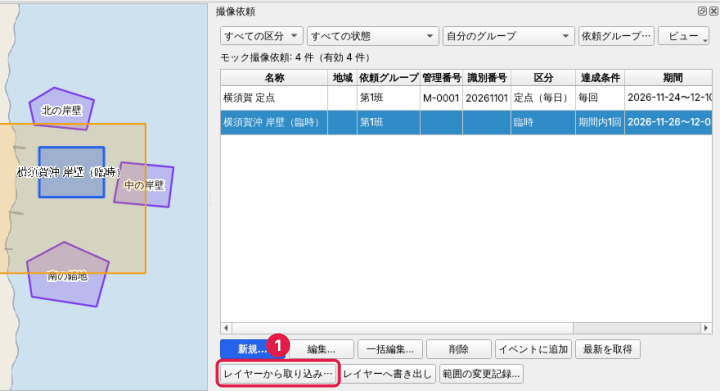 撮像依頼
すべての区分 すべての状態 自分のグループ 依頼グループ… ビュー
モック撮像依頼: 4 件（有効 4 件）
名称 地域 依頼グループ 管理番号 識別番号 区分 達成条件 期間
横須賀 定点 第1班 M-0001 20261101 定点（毎日） 毎回 2026-11-24〜12-10
横須賀沖 岸壁（臨時） 第1班 臨時 期間内1回 2026-11-26〜12-0
北の岸壁
横須賀沖 岸壁（臨時）
中の岸壁
南の錨地
新規... 1 編集... 一括編集... 削除 イベントに追加 最新を取得
レイヤーから取り込み… レイヤーへ書き出し 範囲の変更記録...